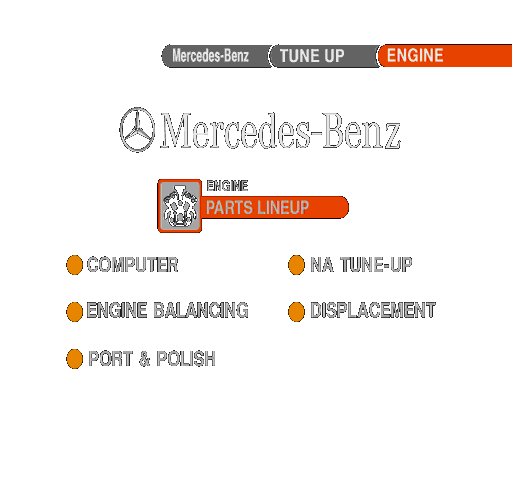 Mercedes-Benz TUNE UP ENGINE
Mercedes-Benz
ENGINE
PARTS LINEUP
COMPUTER
NA TUNE-UP
ENGINE BALANCING
DISPLACEMENT
PORT & POLISH